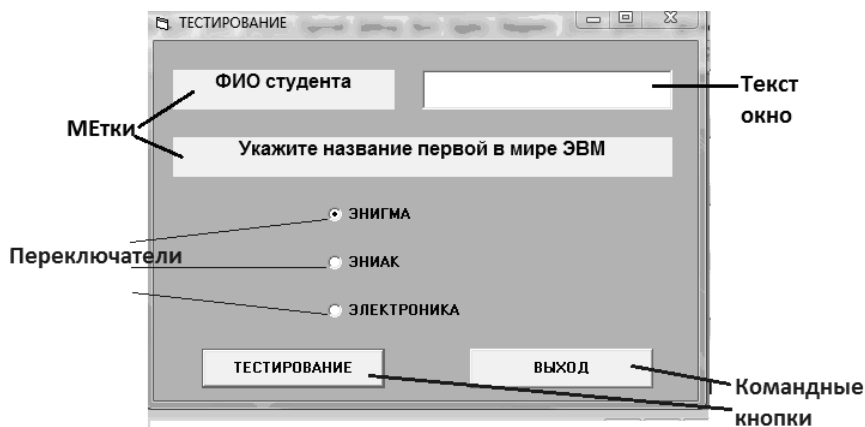 ТЕСТИРОВАНИЕ
ФИО студента
Текст
окно
МЕтки
Укажите название первой в мире ЭВМ
ЭНИГМА
Переключатели
ЭНИАК
ЭЛЕКТРОНИКА
ТЕСТИРОВАНИЕ
ВЫХОД
Командные
кнопки